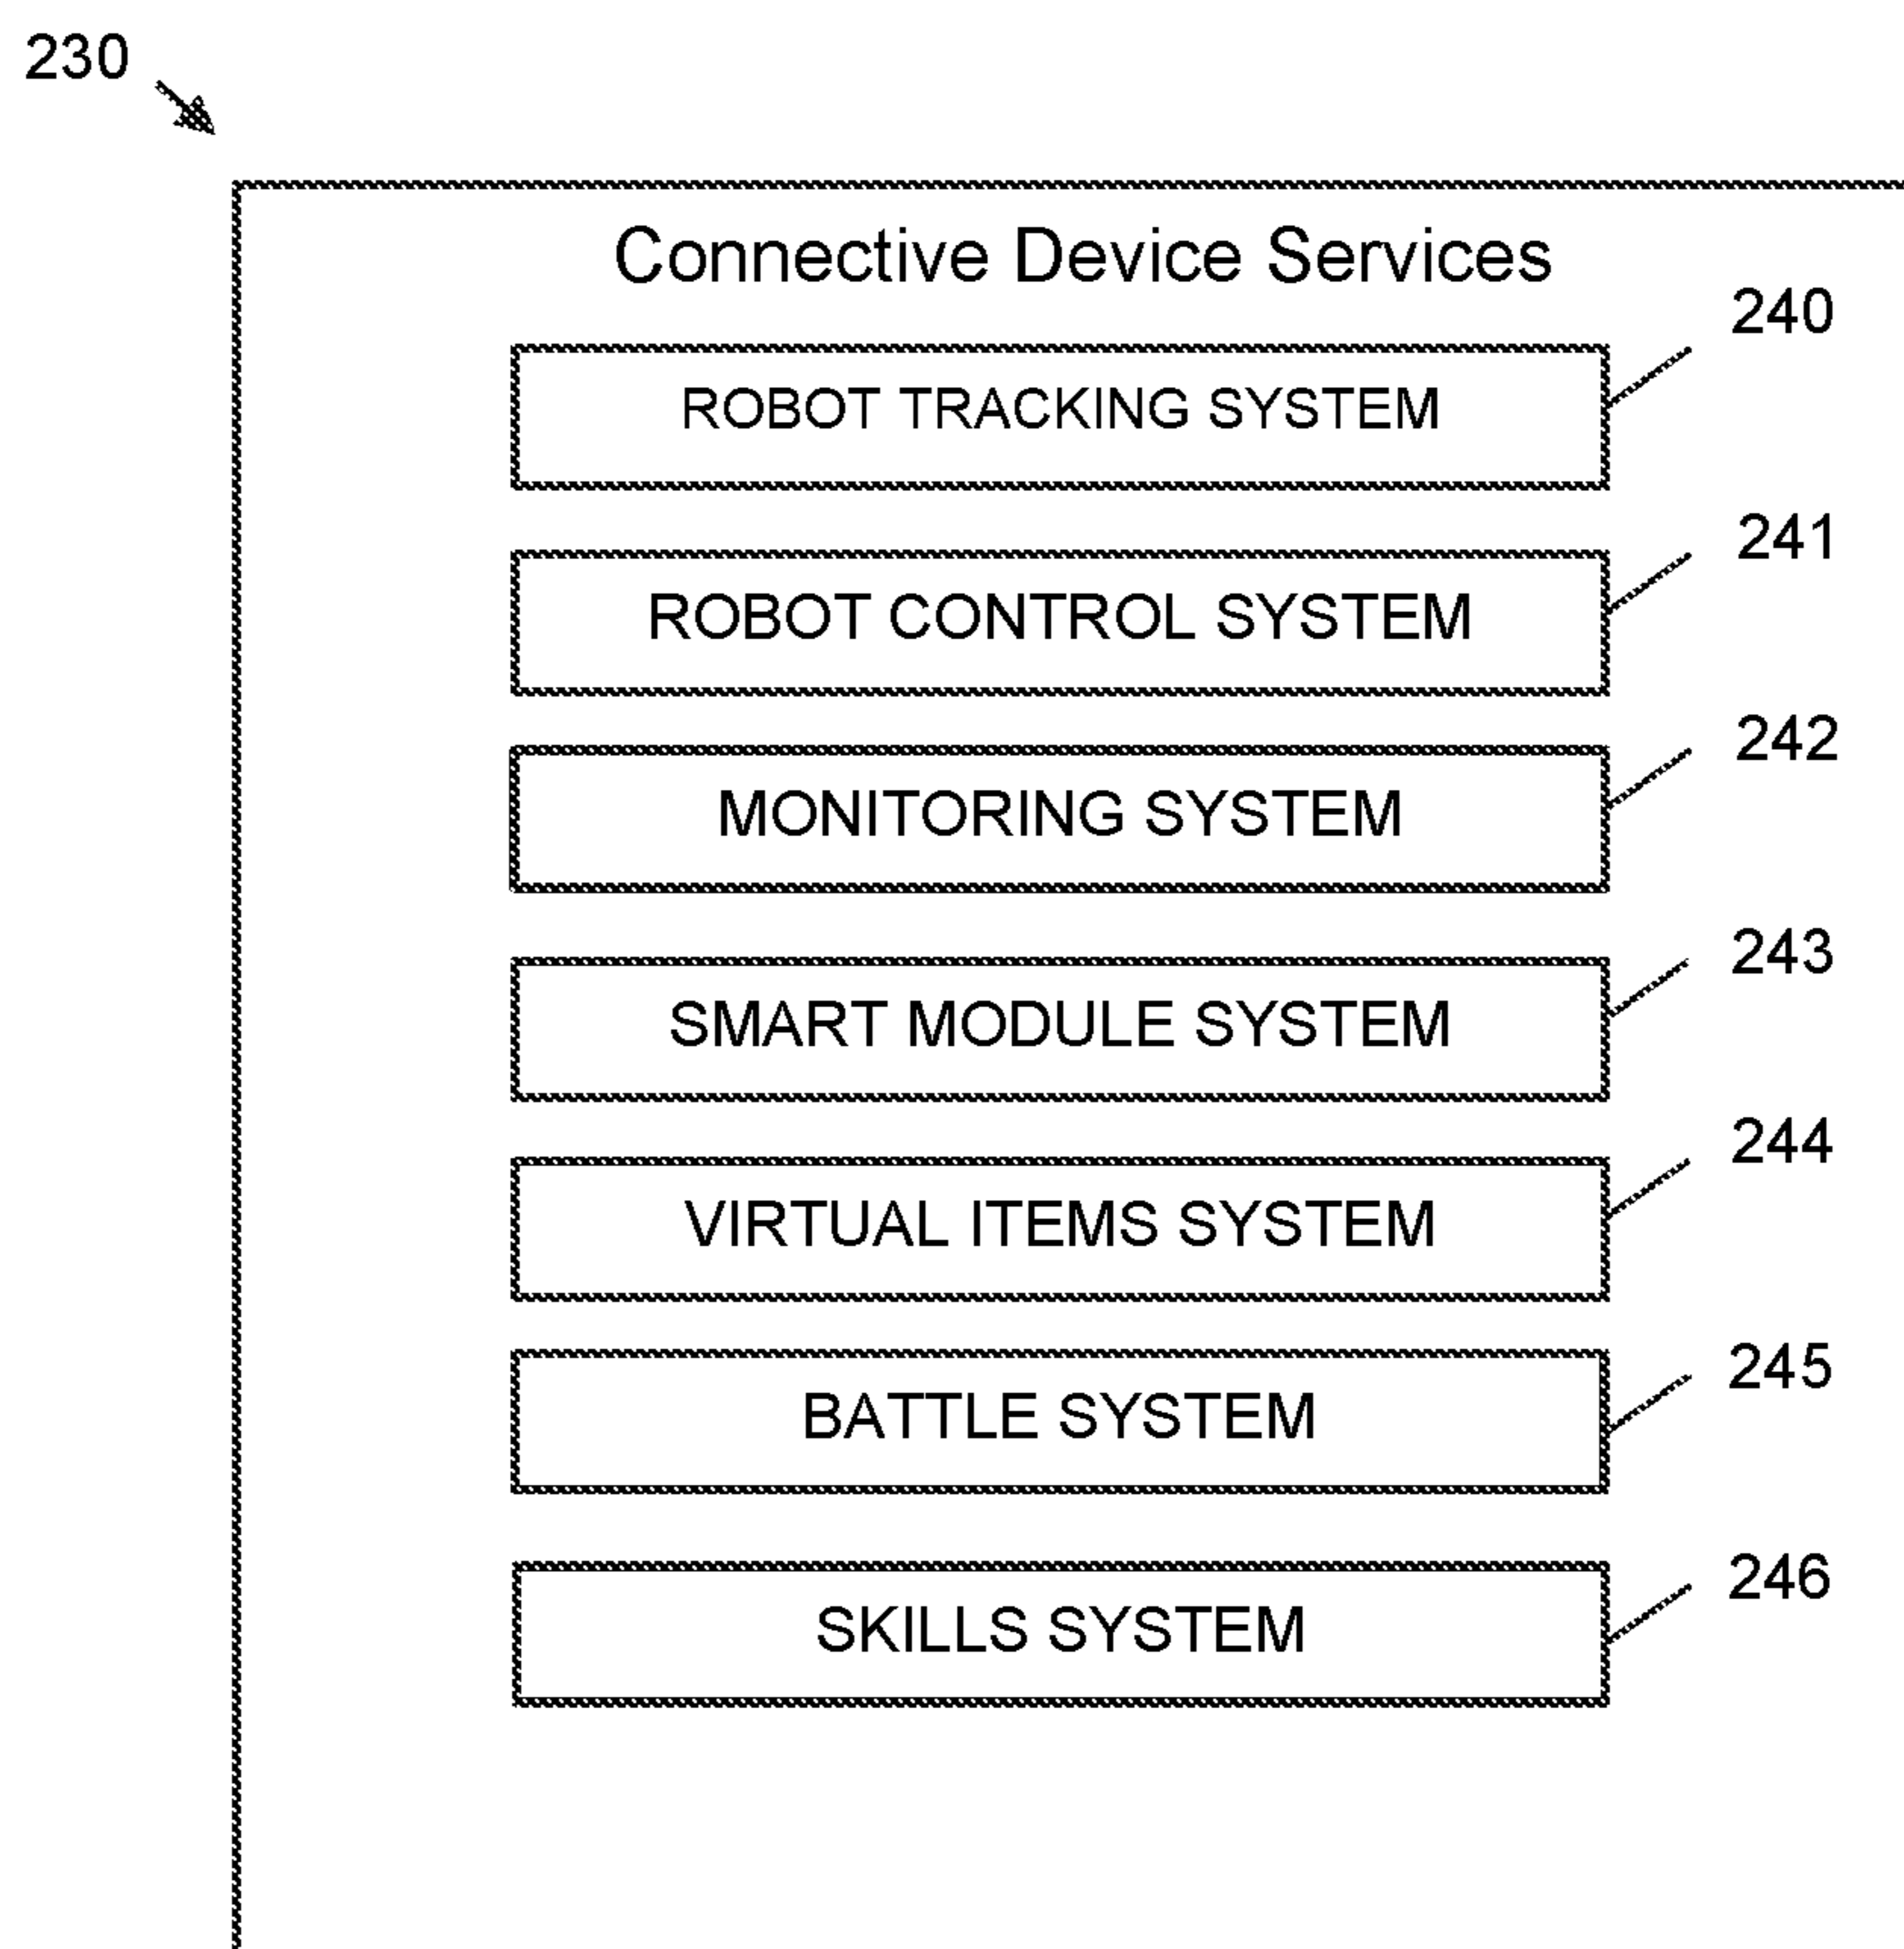 230
Connective Device Services
240
ROBOT TRACKING SYSTEM
241
ROBOT CONTROL SYSTEM
242
MONITORING SYSTEM
243
SMART MODULE SYSTEM
244
VIRTUAL ITEMS SYSTEM
245
BATTLE SYSTEM
246
SKILLS SYSTEM